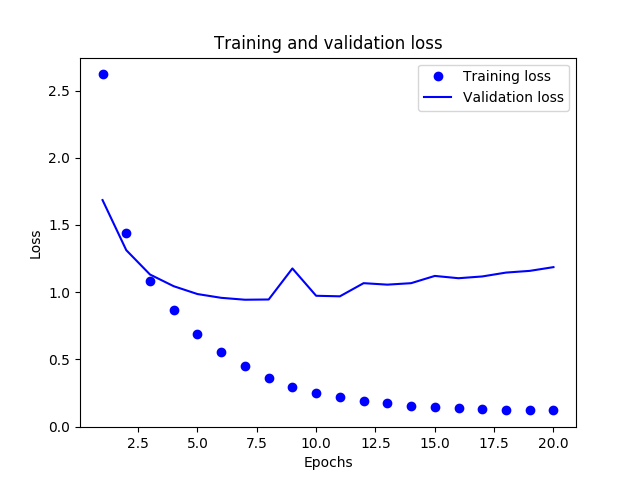 Training and validation loss
Training loss
Validation loss
2.5
2.0
1.5
1.0
0.5
0.0
Loss
2.5 5.0 7.5 10.0 12.5 15.0 17.5 20.0
Epochs